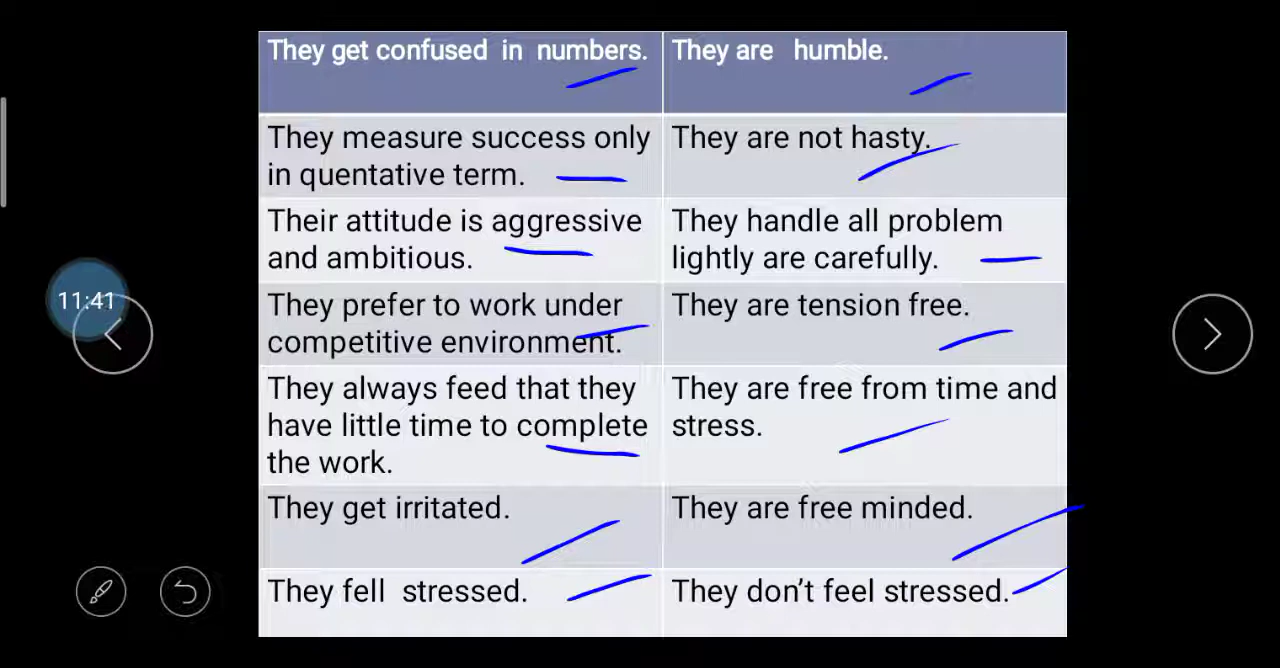 They get confused in numbers.
They are humble.
They measure success only
in quentative term.
They are not hasty.
Their attitude is aggressive
and ambitious.
They handle all problem
lightly are carefully.
They prefer to work under
competitive environment.
They are tension free.
They always feed that they
have little time to complete
the work.
They are free from time and
stress.
They get irritated.
They are free minded.
They fell stressed.
They don't feel stressed.
11:41